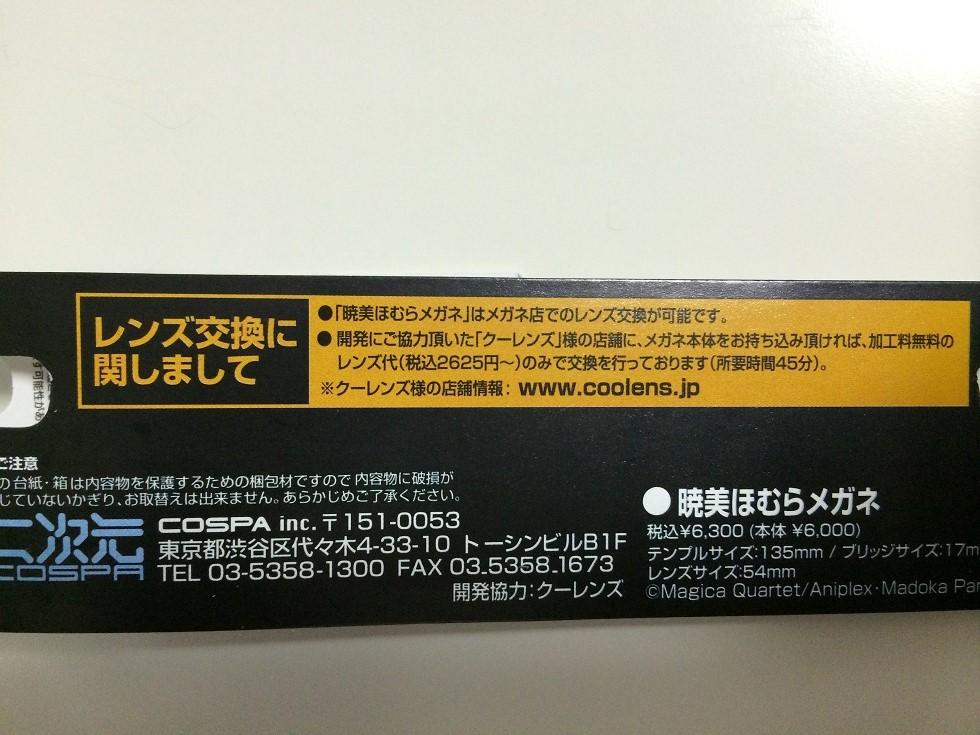 レンズ交換に
関しまして
●「暁美ほむらメガネ」はメガネ店でのレンズ交換が可能です。
●開発にご協力頂いた「クーレンズ」様の店舗に、メガネ本体をお持ち込み頂ければ、加工料無料の
レンズ代(税込2625円〜)のみで交換を行っております(所要時間45分)。
※クーレンズ様の店舗情報: www.coolens.jp
す可能性があ
ご注意
の台紙・箱は内容物を保護するための梱包材ですので内容物に破損が
じていないかぎり、お取替えは出来ません。あらかじめご了承ください。
二次元
COSPA
COSPA inc. 〒151-0053
東京都渋谷区代々木4-33-10 トーシンビルB1F
TEL 03-5358-1300 FAX 03-5358-1673
開発協力:クーレンズ
●暁美ほむらメガネ
税込¥6,300 (本体 ¥6,000)
テンプルサイズ:135mm / ブリッジサイズ:17m
レンズサイズ:54mm
©Magica Quartet/Aniplex・Madoka Par